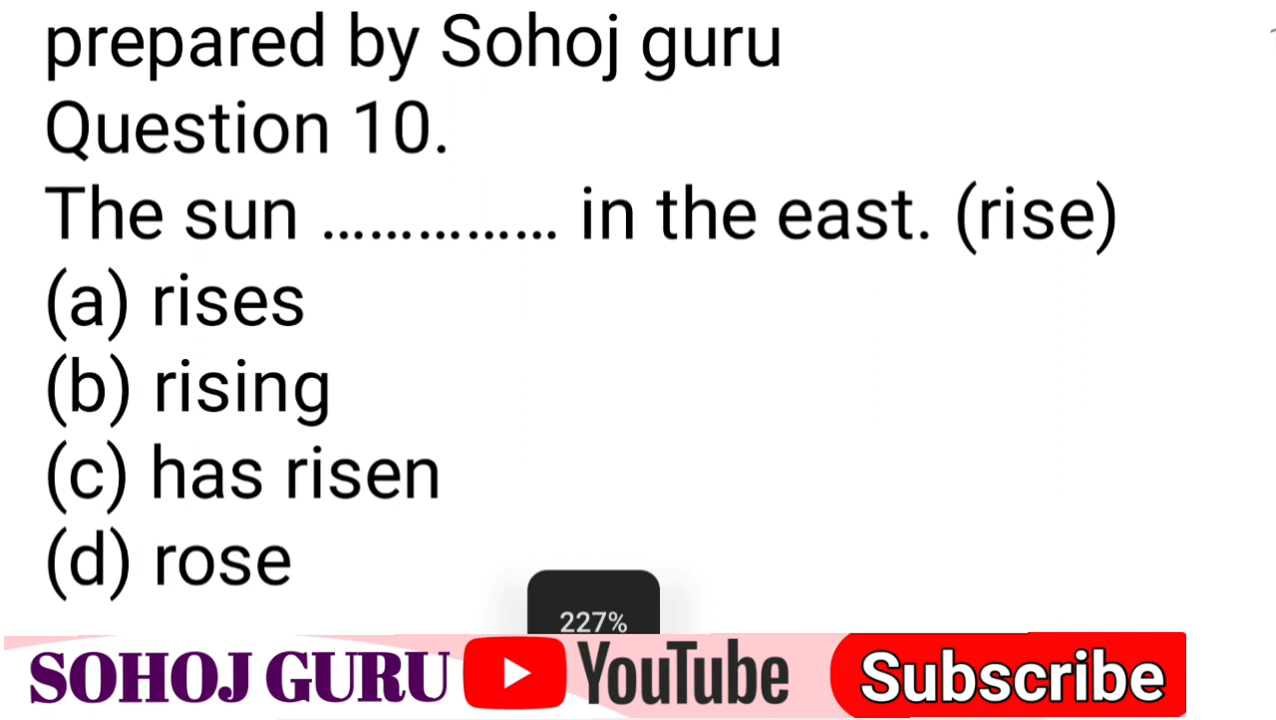 prepared by Sohoj guru
Question 10.
The sun ............... in the east. (rise)
(a) rises
(b) rising
(c) has risen
(d) rose
227%
SOHOJ GURU YouTube Subscribe